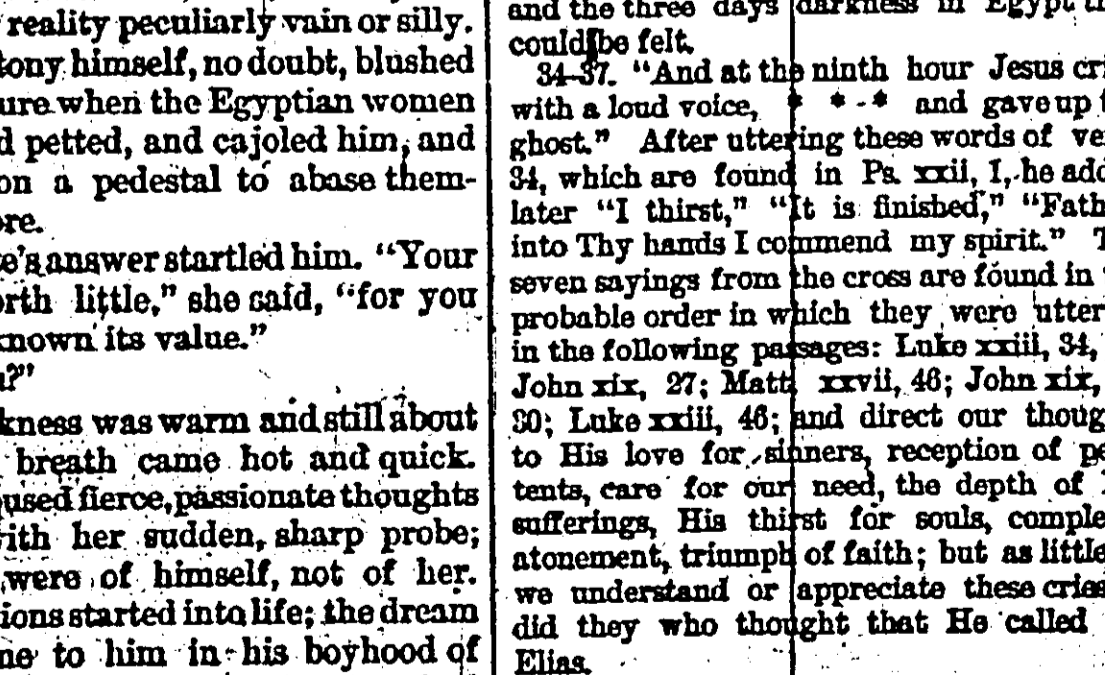 reality peculiarly vain or silly.
tony himself, no doubt, blushed
ure when the Egyptian women
d petted, and cajoled him, and
on a pedestal to abase them-
ore.
e's answer startled him. “Your
orth little,” she said, “for you
known its value.”
?”
kness was warm and still about
breath came hot and quick.
used fierce, passionate thoughts
ith her sudden, sharp probe;
were of himself, not of her.
ions started into life; the dream
me to him in his boyhood of
and the three days darkness in Egypt
could be felt.
34-37. “And at the ninth hour Jesus cri
with a loud voice, * * * and gave up
ghost.” After uttering these words of ve
34, which are found in Ps. xxii, I, he add
later “I thirst,” “It is finished,” “Fath
into Thy hands I commend my spirit.” T
seven sayings from the cross are found in
probable order in which they were utter
in the following passages: Luke xxiii, 34,
John xix, 27; Matt xxvii, 46; John xix,
30; Luke xxiii, 46; and direct our thoug
to His love for sinners, reception of pe
tents, care for our need, the depth of
sufferings, His thirst for souls, comple
atonement, triumph of faith; but as little
we understand or appreciate these cries
did they who thought that He called
Elias.